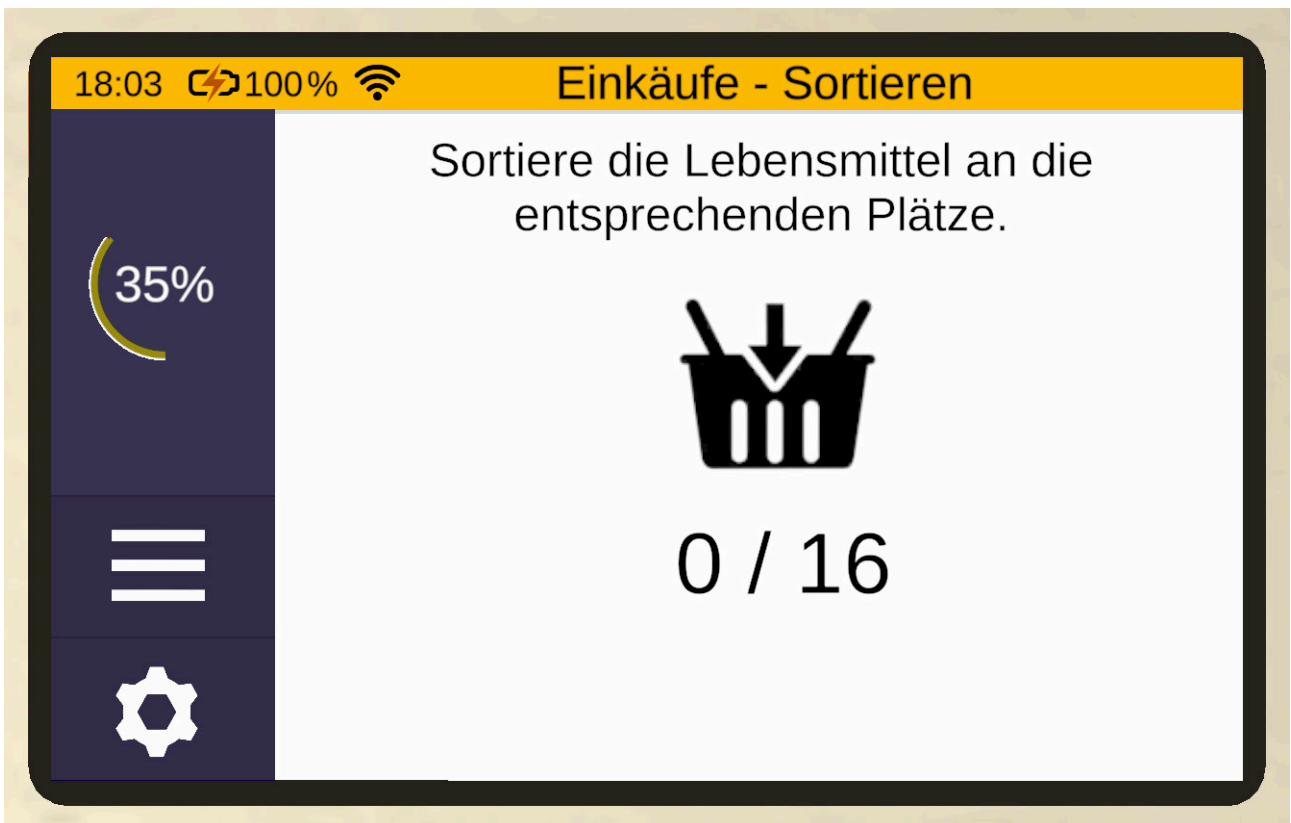 18:03 100% Einkäufe - Sortieren
Sortiere die Lebensmittel an die
entsprechenden Plätze.
35%
0 / 16